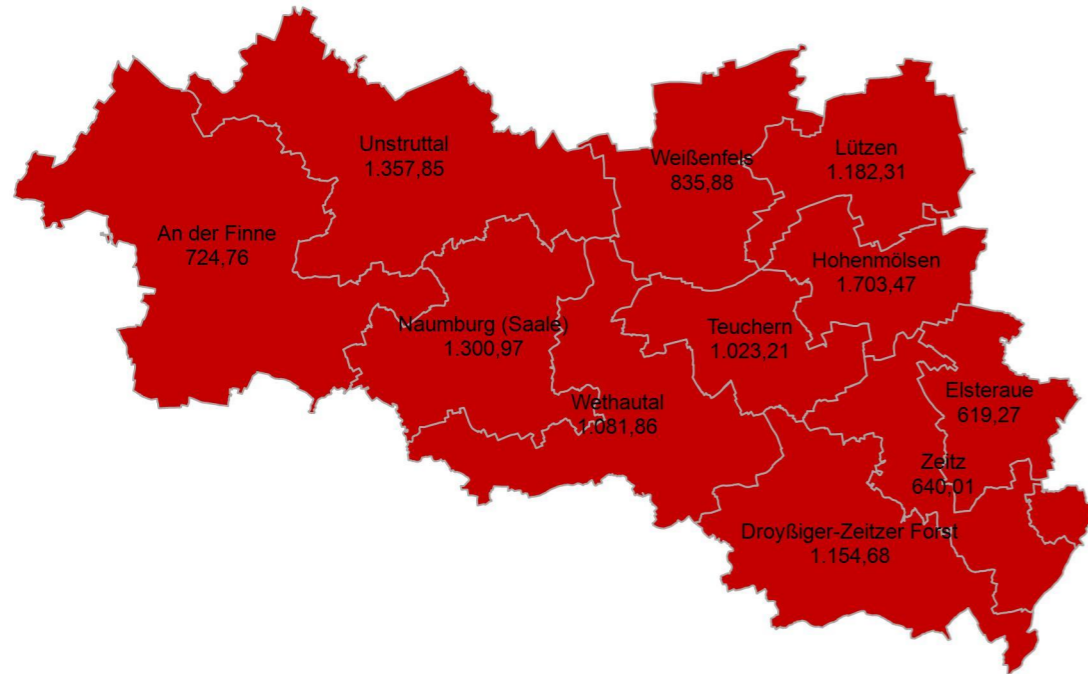 Unstruttal
1.357,85
Weißenfels
835,88
Lützen
1.182,31
An der Finne
724,76
Hohenmölsen
1.703,47
Naumburg (Saale)
1.300,97
Teuchern
1.023,21
Wethautal
1.081,86
Elsteraue
619,27
Zeitz
640,01
Droyßiger-Zeitzer Forst
1.154,68